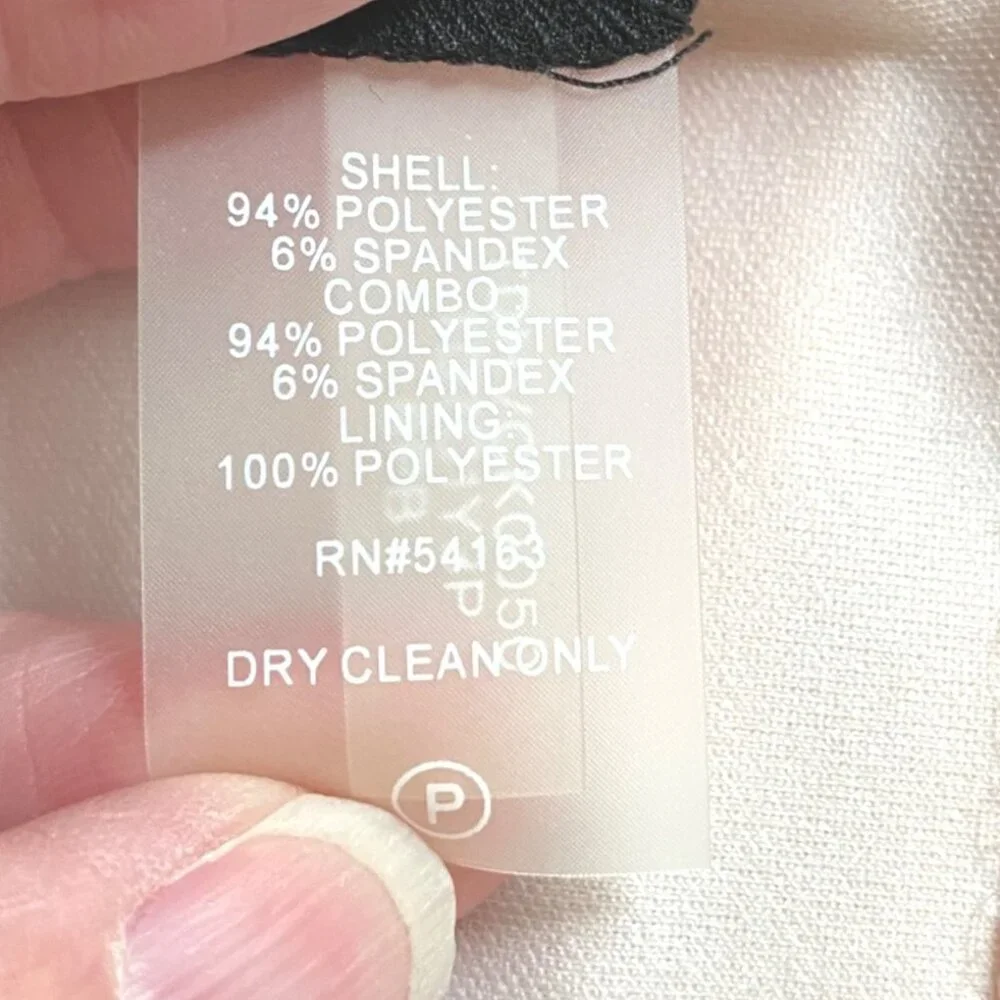 SHELL:
94% POLYESTER
6% SPANDEX
COMBO
94% POLYESTER
6% SPANDEX
LINING:
100% POLYESTER
RN#54163
DRY CLEAN ONLY
P